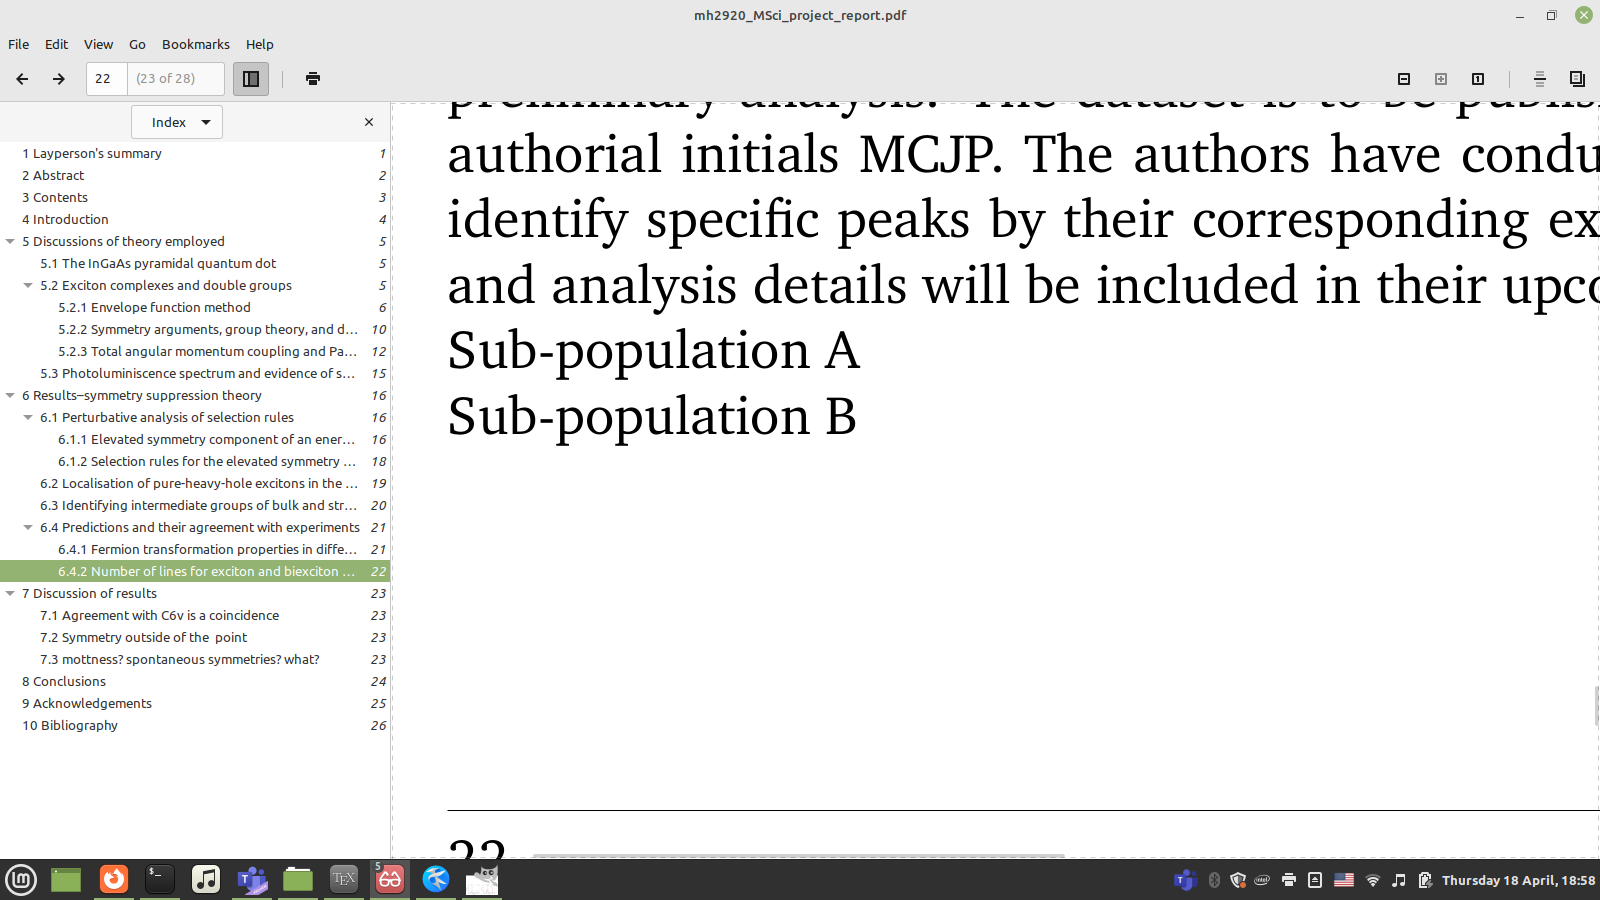 mh2920_MSci_project_report.pdf
File Edit View Go Bookmarks Help
22 (23 of 28)
Index
1 Layperson's summary 1
2 Abstract 2
3 Contents 3
4 Introduction 4
5 Discussions of theory employed 5
5.1 The InGaAs pyramidal quantum dot 5
5.2 Exciton complexes and double groups 5
5.2.1 Envelope function method 6
5.2.2 Symmetry arguments, group theory, and d... 10
5.2.3 Total angular momentum coupling and Pa... 12
5.3 Photoluminiscence spectrum and evidence of s... 15
6 Results–symmetry suppression theory 16
6.1 Perturbative analysis of selection rules 16
6.1.1 Elevated symmetry component of an ener... 16
6.1.2 Selection rules for the elevated symmetry ... 18
6.2 Localisation of pure-heavy-hole excitons in the ... 19
6.3 Identifying intermediate groups of bulk and str... 20
6.4 Predictions and their agreement with experiments 21
6.4.1 Fermion transformation properties in diffe... 21
6.4.2 Number of lines for exciton and biexciton ... 22
7 Discussion of results 23
7.1 Agreement with C6v is a coincidence 23
7.2 Symmetry outside of the  point 23
7.3 mottness? spontaneous symmetries? what? 23
8 Conclusions 24
9 Acknowledgements 25
10 Bibliography 26
preliminary analysis. The dataset is to be publis
authorial initials MCJP. The authors have condu
identify specific peaks by their corresponding ex
and analysis details will be included in their upco
Sub-population A
Sub-population B
22
5
Thursday 18 April, 18:58